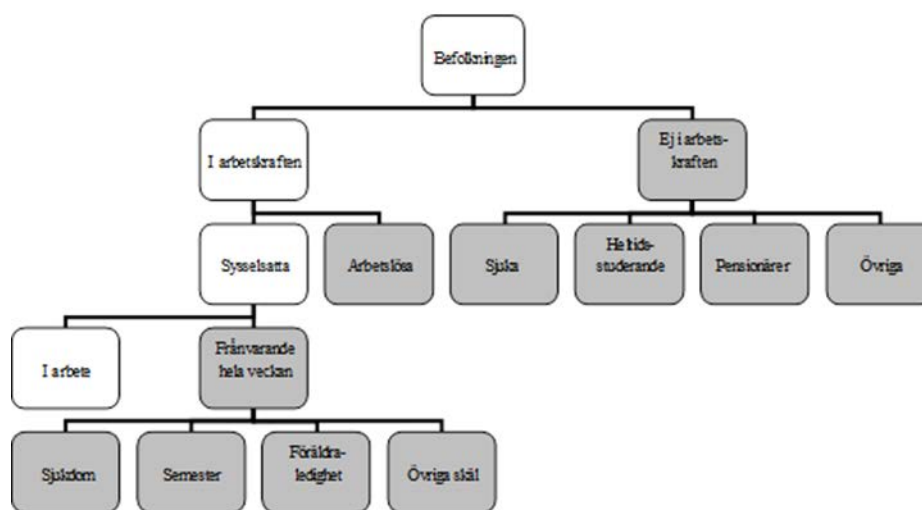 Befolkningen
I arbetskraften
Ej i arbets-
kraften
Sysselsatta
Arbetslösa
Sjuka
Heltids-
studerande
Pensionärer
Övriga
I arbete
Frånvarande
hela veckan
Sjukdom
Semester
Föräldra-
ledighet
Övriga skäl